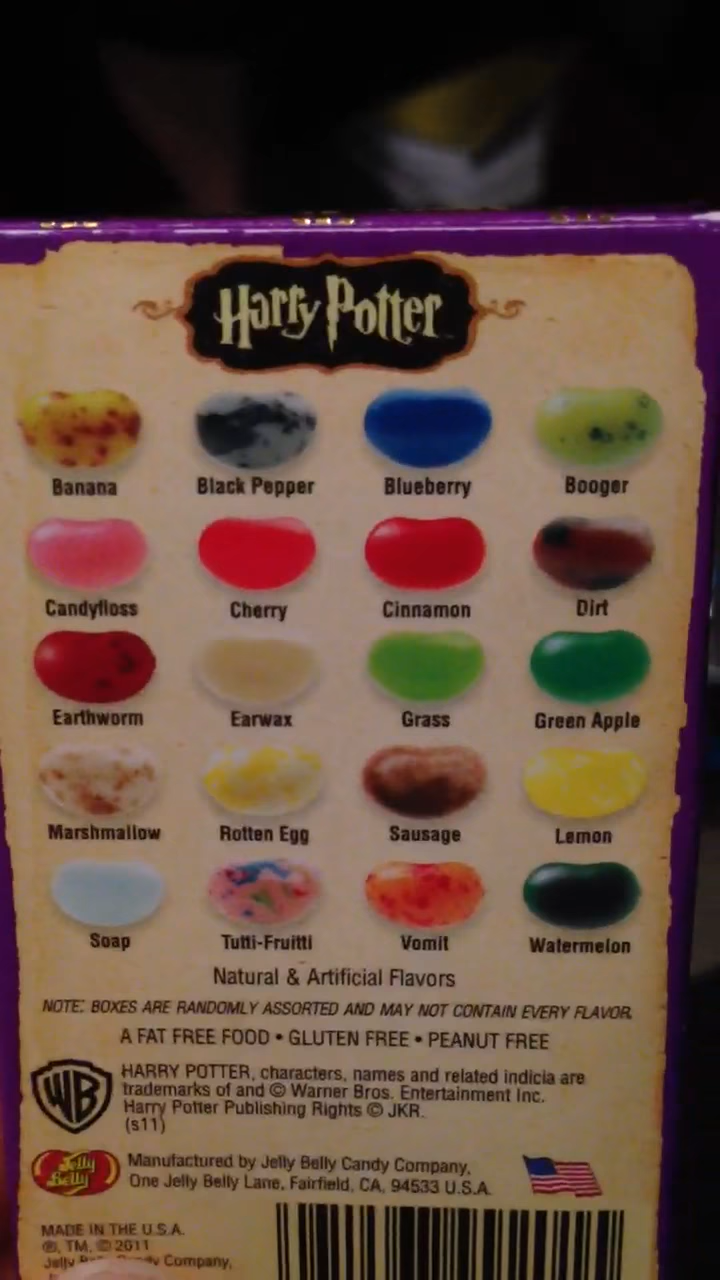 Harry Potter
Banana Black Pepper Blueberry Booger
Candyfloss Cherry Cinnamon Dirt
Earthworm Earwax Grass Green Apple
Marshmallow Rotten Egg Sausage Lemon
Soap Tutti-Fruitti Vomit Watermelon
Natural & Artificial Flavors
NOTE: BOXES ARE RANDOMLY ASSORTED AND MAY NOT CONTAIN EVERY FLAVOR.
A FAT FREE FOOD • GLUTEN FREE • PEANUT FREE
WB
HARRY POTTER, characters, names and related indicia are
trademarks of and © Warner Bros. Entertainment Inc.
Harry Potter Publishing Rights © JKR.
(s11)
Jelly Belly
Manufactured by Jelly Belly Candy Company,
One Jelly Belly Lane, Fairfield, CA, 94533 U.S.A.
MADE IN THE U.S.A.
®, TM, © 2011
Jelly Company,